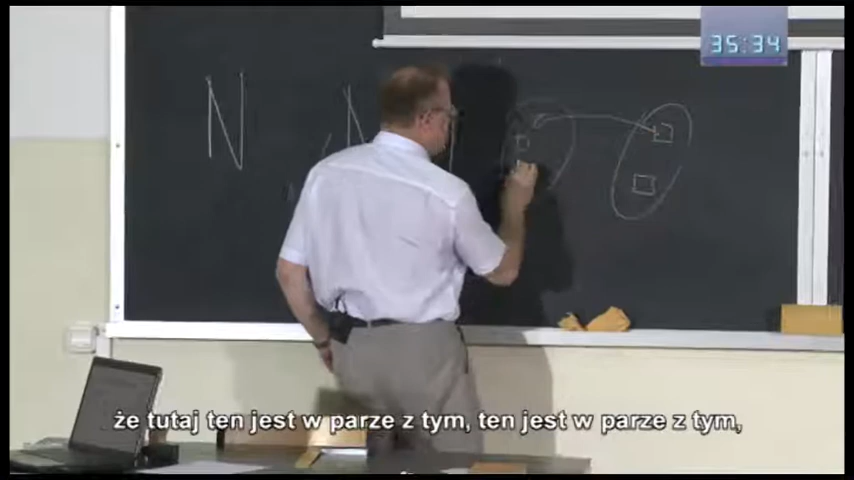 35:34
N N
że tutaj ten jest w parze z tym, ten jest w parze z tym,